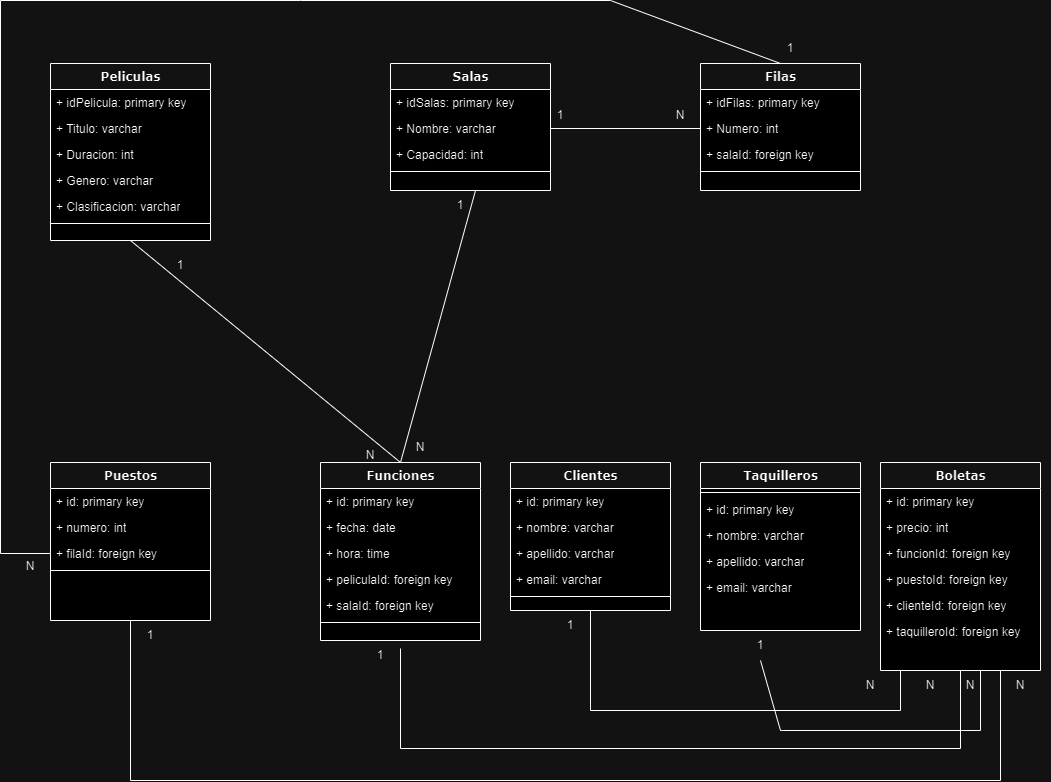 1
Peliculas
+ idPelicula: primary key
+ Titulo: varchar
+ Duracion: int
+ Genero: varchar
+ Clasificacion: varchar
1
Salas
+ idSalas: primary key
+ Nombre: varchar
+ Capacidad: int
1
N
1
Filas
+ idFilas: primary key
+ Numero: int
+ salaId: foreign key
N
N
Puestos
+ id: primary key
+ numero: int
+ filaId: foreign key
N
1
Funciones
+ id: primary key
+ fecha: date
+ hora: time
+ peliculaId: foreign key
+ salaId: foreign key
1
Clientes
+ id: primary key
+ nombre: varchar
+ apellido: varchar
+ email: varchar
1
Taquilleros
+ id: primary key
+ nombre: varchar
+ apellido: varchar
+ email: varchar
1
Boletas
+ id: primary key
+ precio: int
+ funcionId: foreign key
+ puestoId: foreign key
+ clienteId: foreign key
+ taquilleroId: foreign key
N
N
N
N